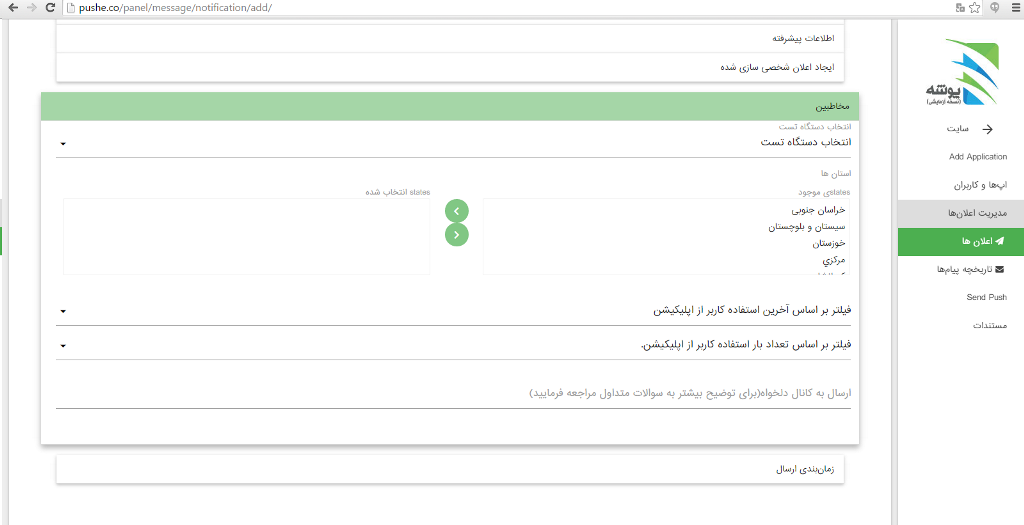 pushe.co/panel/message/notification/add/
اطلاعات پیشرفته
ایجاد اعلان شخصی سازی شده
مخاطبین
انتخاب دستگاه تست
انتخاب دستگاه تست
استان ها
statesی موجود
states انتخاب شده
خراسان جنوبی
سیستان و بلوچستان
خوزستان
مركزي
فیلتر بر اساس آخرین استفاده کاربر از اپلیکیشن
فیلتر بر اساس تعداد بار استفاده کاربر از اپلیکیشن.
ارسال به کانال دلخواه(برای توضیح بیشتر به سوالات متداول مراجعه فرمایید)
زمان‌بندی ارسال
پوشه
(نسخه آزمایشی)
سایت
Add Application
اپ‌ها و کاربران
مدیریت اعلان‌ها
اعلان ها
تاریخچه پیام‌ها
Send Push
مستندات